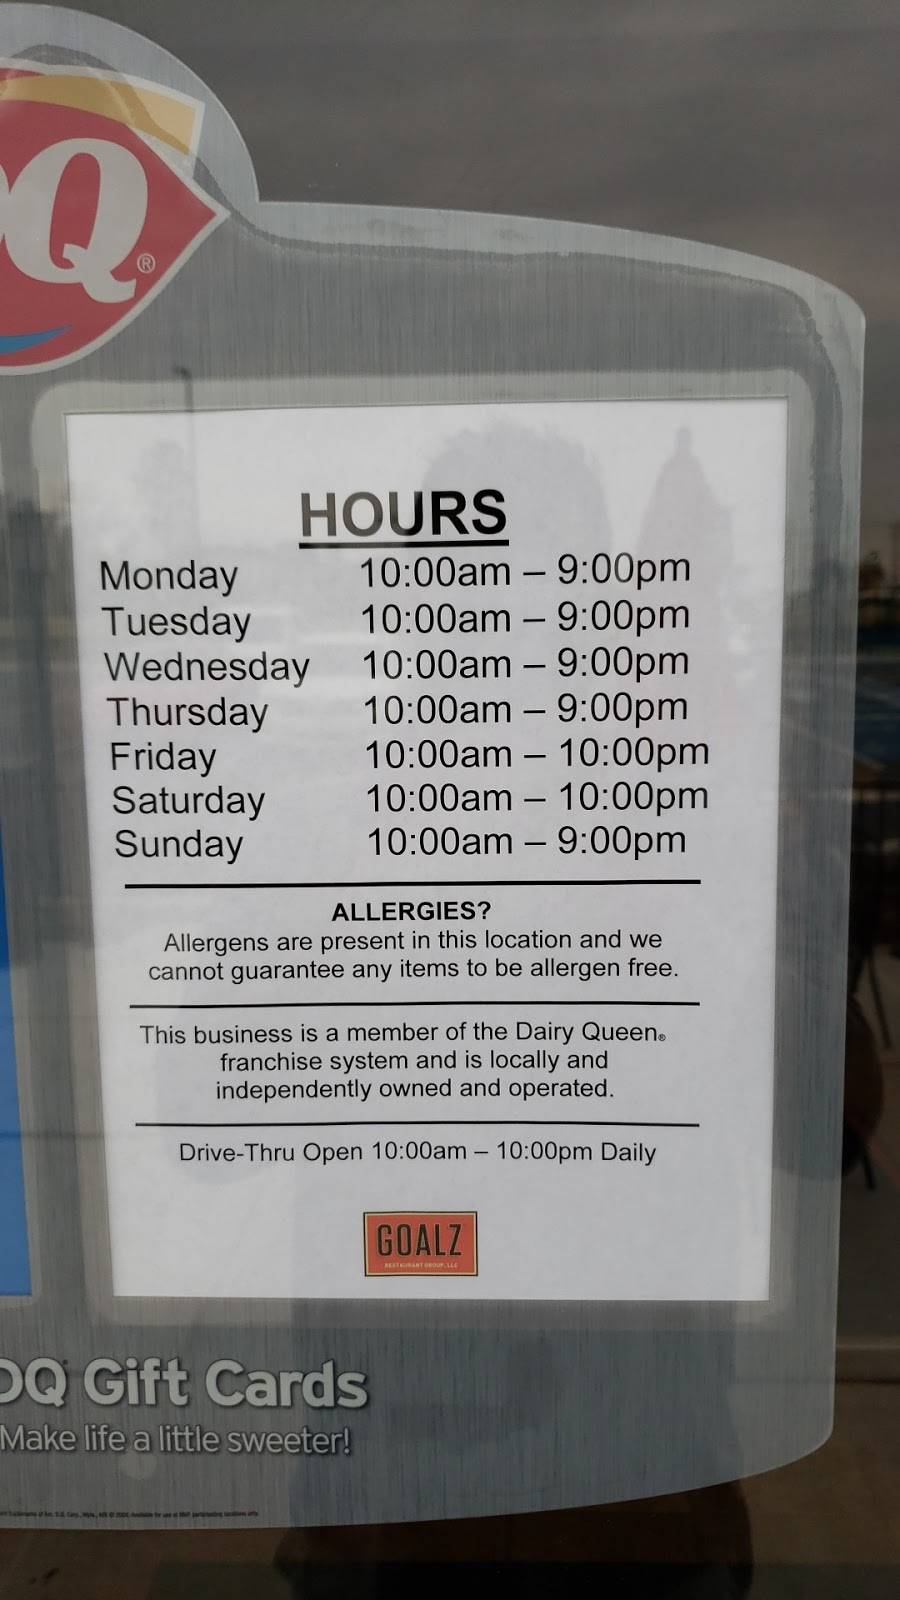 Q®
HOURS
Monday 10:00am – 9:00pm
Tuesday 10:00am – 9:00pm
Wednesday 10:00am – 9:00pm
Thursday 10:00am – 9:00pm
Friday 10:00am – 10:00pm
Saturday 10:00am – 10:00pm
Sunday 10:00am – 9:00pm
ALLERGIES?
Allergens are present in this location and we
cannot guarantee any items to be allergen free.
This business is a member of the Dairy Queen®
franchise system and is locally and
independently owned and operated.
Drive-Thru Open 10:00am – 10:00pm Daily
GOALZ
RESTAURANT GROUP, LLC
DQ Gift Cards
Make life a little sweeter!